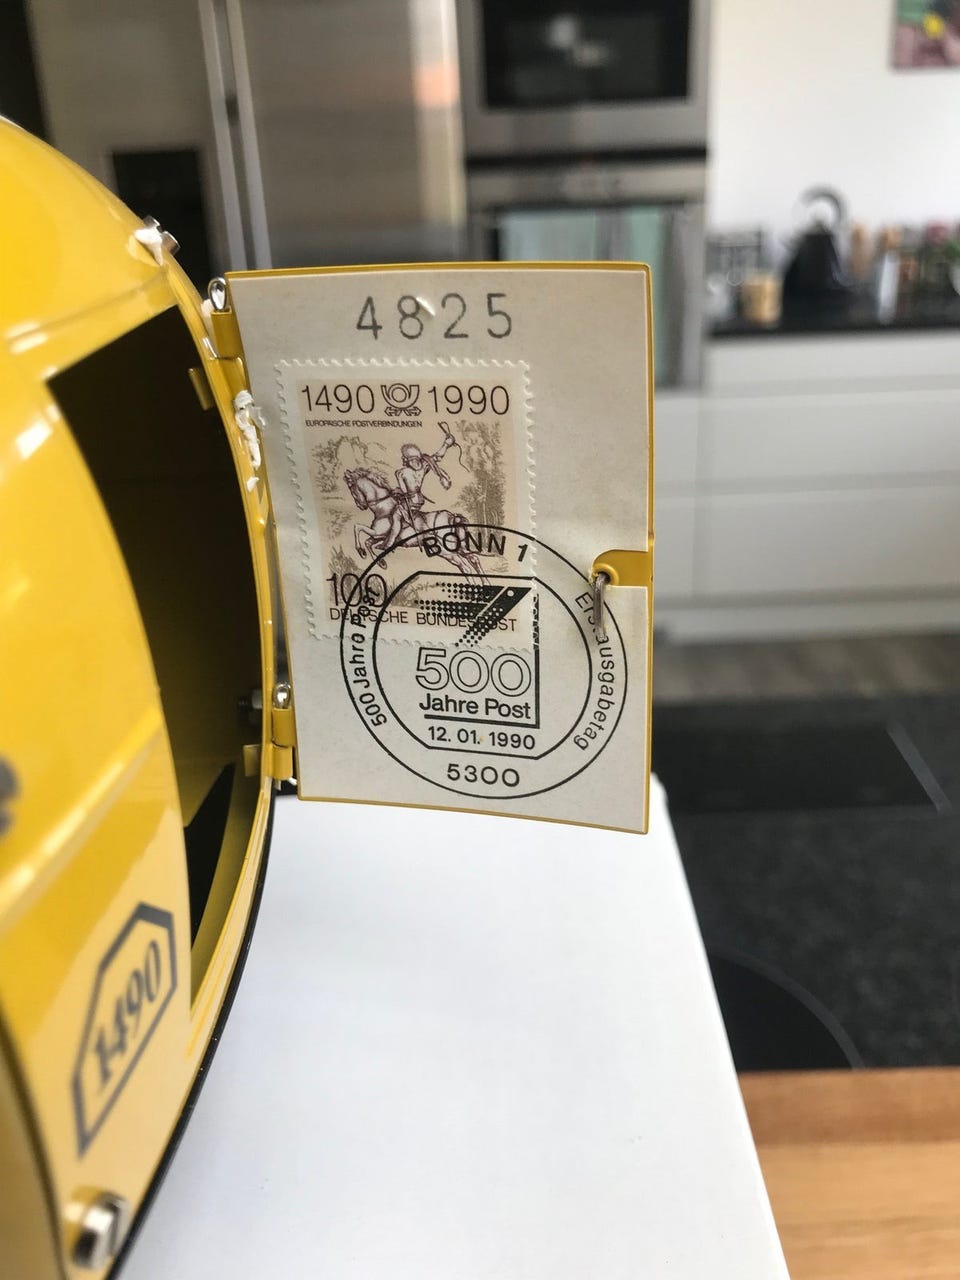 4825
1490 1990
EUROPÄISCHE POSTVERBINDUNGEN
100
DEUTSCHE BUNDESPOST
BONN 1
500 Jahre Post
Erstausgabetag
500
Jahre Post
12.01.1990
5300
1490